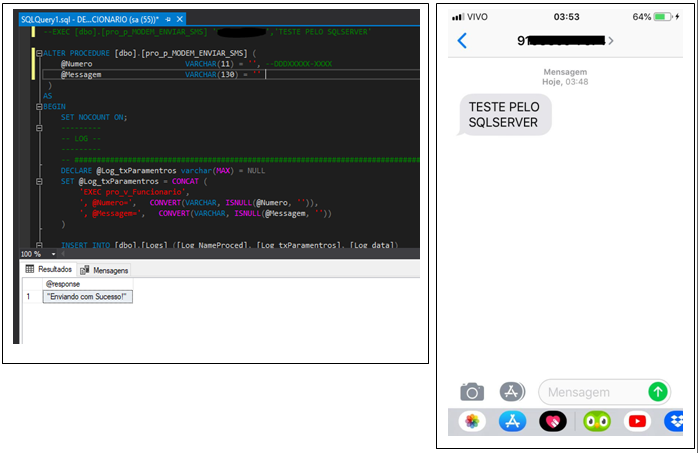 SQLQuery1.sql - DE...CIONARIO (sa (55))*
--EXEC [dbo].[pro_p_MODEM_ENVIAR_SMS] ' ','TESTE PELO SQLSERVER'
ALTER PROCEDURE [dbo].[pro_p_MODEM_ENVIAR_SMS] (
@Numero VARCHAR(11) = '', --DDDXXXXX-XXXX
@Messagem VARCHAR(130) = ''
)
AS
BEGIN
SET NOCOUNT ON;
---------
-- LOG --
---------
-- ##########################################################
DECLARE @Log_txParamentros varchar(MAX) = NULL
SET @Log_txParamentros = CONCAT (
'EXEC pro_v_Funcionario',
', @Numero=', CONVERT(VARCHAR, ISNULL(@Numero, '')),
', @Messagem=', CONVERT(VARCHAR, ISNULL(@Messagem, ''))
)
INSERT INTO [dbo].[Logs] ([Log_NameProced], [Log_txParamentros], [Log_data])
100 %
Resultados Mensagens
@response
1 "Enviando com Sucesso!"
VIVO 03:53 64%
Mensagem
Hoje, 03:48
TESTE PELO
SQLSERVER
Mensagem